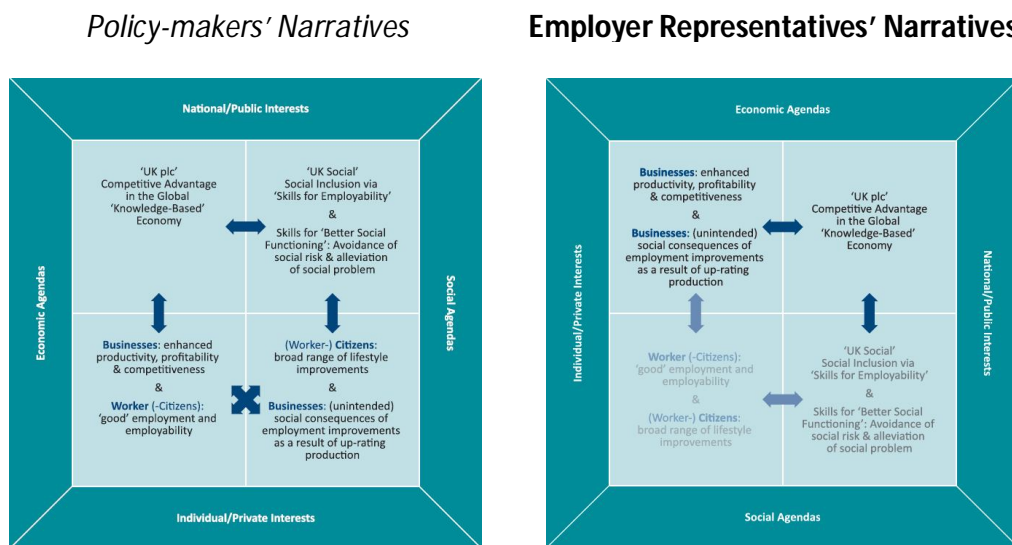 Policy-makers’ Narratives
National/Public Interests
Economic Agendas
‘UK plc’
Competitive Advantage
in the Global
‘Knowledge-Based’
Economy
‘UK Social’
Social Inclusion via
‘Skills for Employability’
&
Skills for ‘Better Social
Functioning’: Avoidance of
social risk & alleviation
of social problem
Businesses: enhanced
productivity, profitability
& competitiveness
&
Worker (-Citizens):
‘good’ employment and
employability
(Worker-) Citizens:
broad range of lifestyle
improvements
&
Businesses: (unintended)
social consequences of
employment improvements
as a result of up-rating
production
Social Agendas
Individual/Private Interests
Employer Representatives’ Narratives
Economic Agendas
Individual/Private Interests
Businesses: enhanced
productivity, profitability
& competitiveness
&
Businesses: (unintended)
social consequences of
employment improvements
as a result of up-rating
production
‘UK plc’
Competitive Advantage
in the Global
‘Knowledge-Based’
Economy
Worker (-Citizens):
‘good’ employment and
employability
&
(Worker-) Citizens:
broad range of lifestyle
improvements
‘UK Social’
Social Inclusion via
‘Skills for Employability’
&
Skills for ‘Better Social
Functioning’: Avoidance of
social risk & alleviation
of social problem
National/Public Interests
Social Agendas